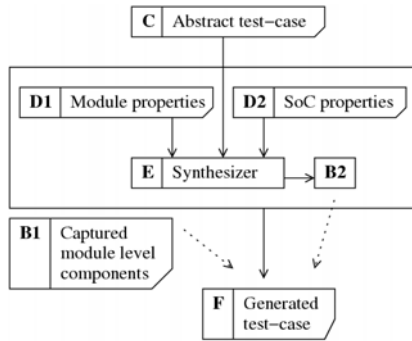 C Abstract test-case
D1 Module properties
D2 SoC properties
E Synthesizer
B2
B1 Captured
module level
components
F Generated
test-case